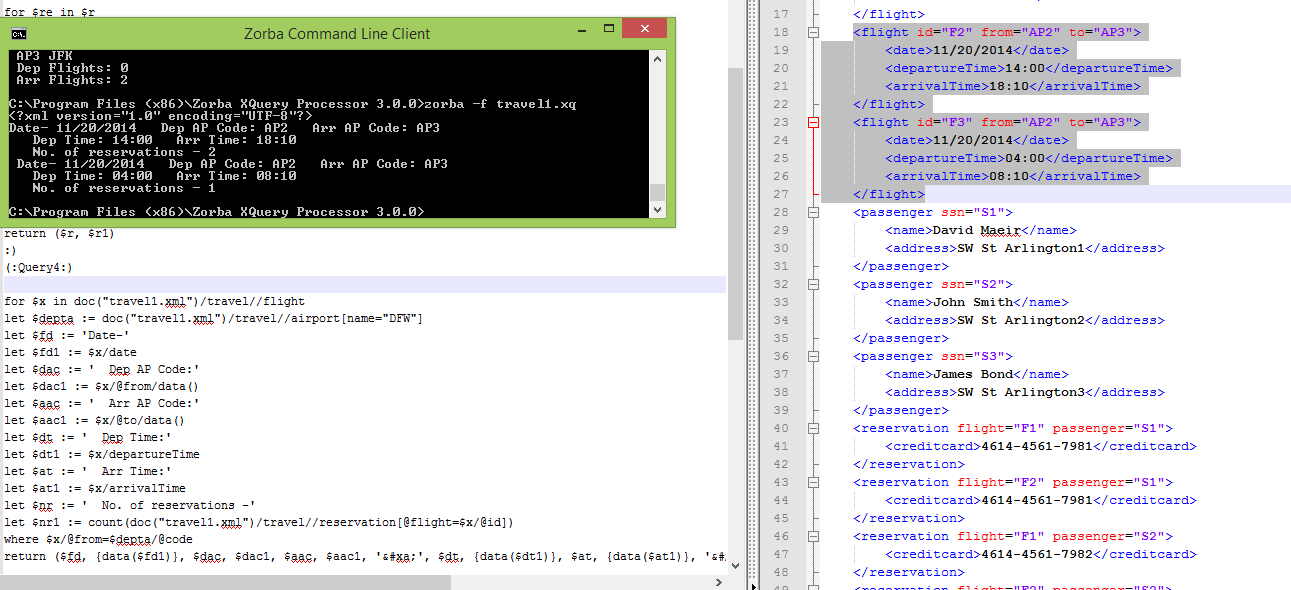 for $re in $r
Zorba Command Line Client
AP3 JFK
Dep Flights: 0
Arr Flights: 2
C:\Program Files (x86)\Zorba XQuery Processor 3.0.0>zorba -f travel1.xq
<?xml version="1.0" encoding="UTF-8"?>
Date- 11/20/2014   Dep AP Code: AP2   Arr AP Code: AP3
   Dep Time: 14:00   Arr Time: 18:10
   No. of reservations - 2
 Date- 11/20/2014   Dep AP Code: AP2   Arr AP Code: AP3
   Dep Time: 04:00   Arr Time: 08:10
   No. of reservations - 1
C:\Program Files (x86)\Zorba XQuery Processor 3.0.0>
return ($r, $r1)
:)
(:Query4:)
for $x in doc("travel1.xml")/travel//flight
let $depta := doc("travel1.xml")/travel//airport[name="DFW"]
let $fd := 'Date-'
let $fd1 := $x/date
let $dac := '  Dep AP Code:'
let $dac1 := $x/@from/data()
let $aac := '  Arr AP Code:'
let $aac1 := $x/@to/data()
let $dt := '  Dep Time:'
let $dt1 := $x/departureTime
let $at := '  Arr Time:'
let $at1 := $x/arrivalTime
let $nr := '  No. of reservations -'
let $nr1 := count(doc("travel1.xml")/travel//reservation[@flight=$x/@id])
where $x/@from=$depta/@code
return ($fd, {data($fd1)}, $dac, $dac1, $aac, $aac1, '&#xa;', $dt, {data($dt1)}, $at, {data($at1)}, '&#
17 </flight>
18 <flight id="F2" from="AP2" to="AP3">
19 <date>11/20/2014</date>
20 <departureTime>14:00</departureTime>
21 <arrivalTime>18:10</arrivalTime>
22 </flight>
23 <flight id="F3" from="AP2" to="AP3">
24 <date>11/20/2014</date>
25 <departureTime>04:00</departureTime>
26 <arrivalTime>08:10</arrivalTime>
27 </flight>
28 <passenger ssn="S1">
29 <name>David Maeir</name>
30 <address>SW St Arlington1</address>
31 </passenger>
32 <passenger ssn="S2">
33 <name>John Smith</name>
34 <address>SW St Arlington2</address>
35 </passenger>
36 <passenger ssn="S3">
37 <name>James Bond</name>
38 <address>SW St Arlington3</address>
39 </passenger>
40 <reservation flight="F1" passenger="S1">
41 <creditcard>4614-4561-7981</creditcard>
42 </reservation>
43 <reservation flight="F2" passenger="S1">
44 <creditcard>4614-4561-7981</creditcard>
45 </reservation>
46 <reservation flight="F1" passenger="S2">
47 <creditcard>4614-4561-7982</creditcard>
48 </reservation>